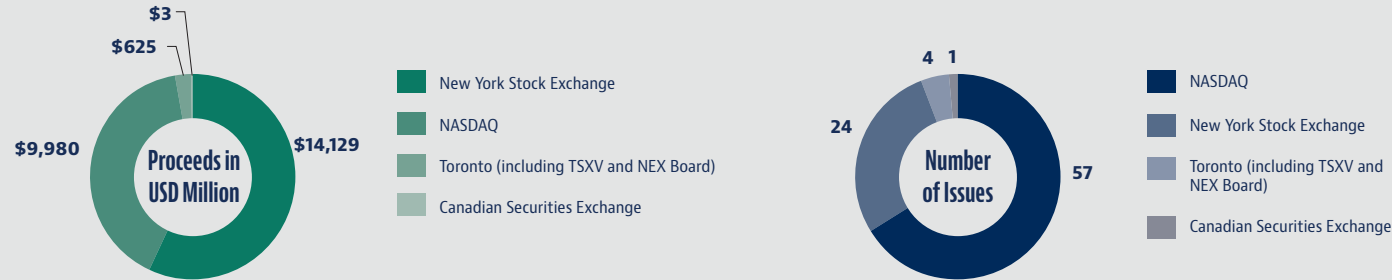 $3
$625
$9,980
$14,129
Proceeds in
USD Million
New York Stock Exchange
NASDAQ
Toronto (including TSXV and NEX Board)
Canadian Securities Exchange
4
1
24
57
Number
of Issues
NASDAQ
New York Stock Exchange
Toronto (including TSXV and
NEX Board)
Canadian Securities Exchange